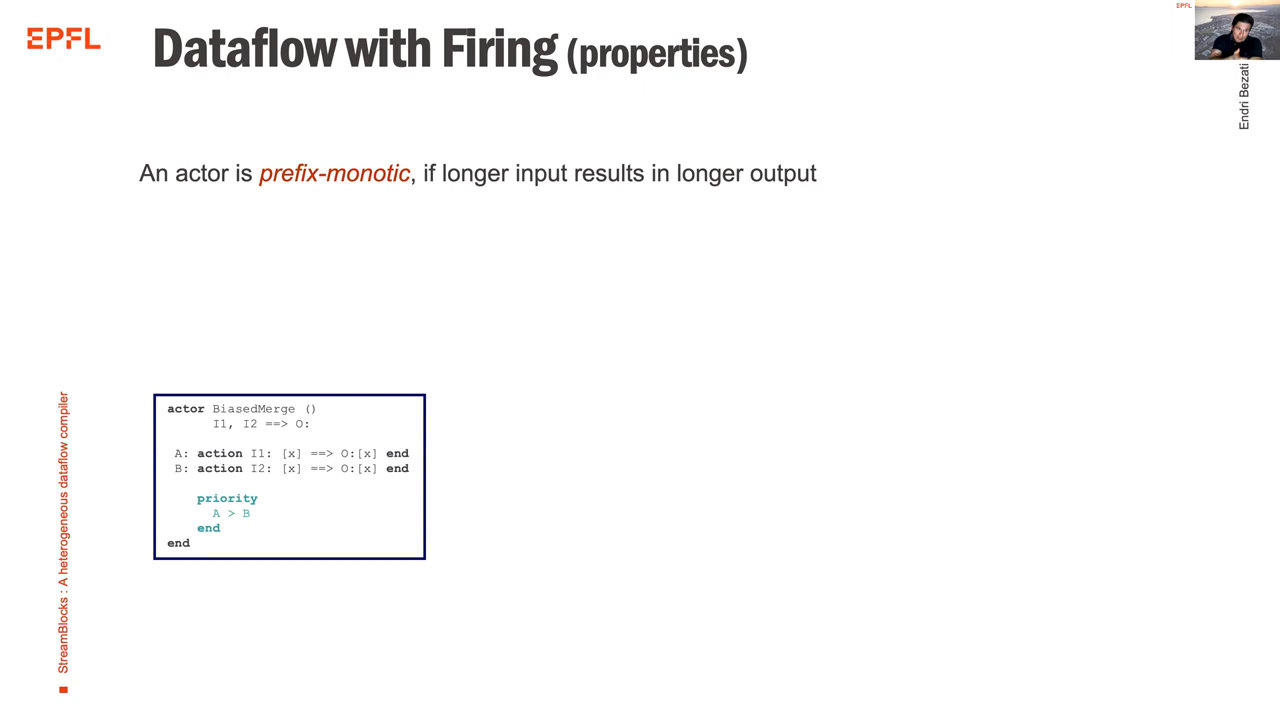 EPFL
Dataflow with Firing (properties)
EPFL
Endri Bezati
An actor is prefix-monotic, if longer input results in longer output
StreamBlocks : A heterogeneous dataflow compiler
actor BiasedMerge ()
I1, I2 ==> O:
A: action I1: [x] ==> O:[x] end
B: action I2: [x] ==> O:[x] end
priority
A > B
end
end